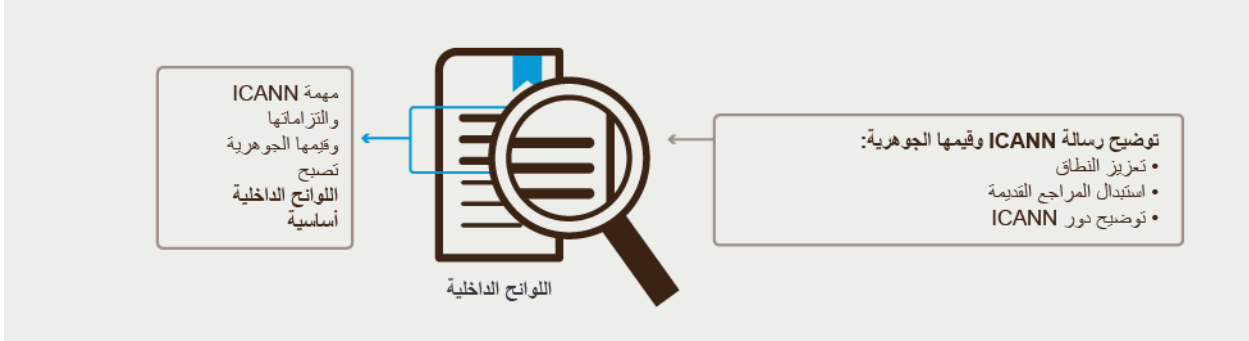 توضيح رسالة ICANN وقيمها الجوهرية:
• تعزيز النطاق
• استبدال المراجع القديمة
• توضيح دور ICANN
اللوائح الداخلية
مهمة ICANN
والتزاماتها
وقيمها الجوهرية
تصبح
اللوائح الداخلية
أساسية